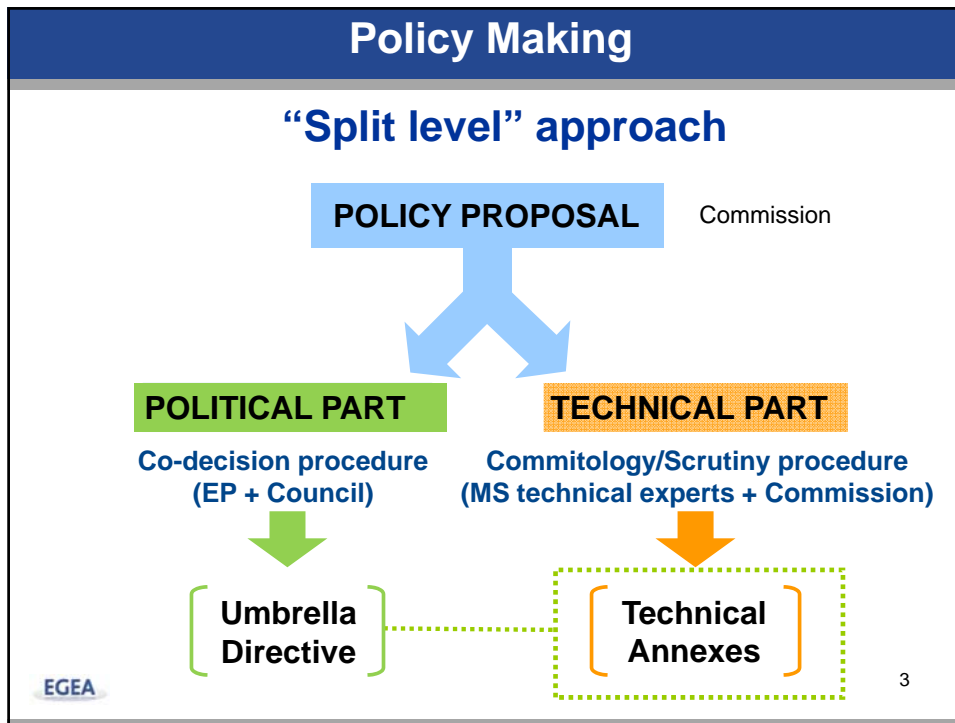 Policy Making
“Split level” approach
POLICY PROPOSAL
Commission
POLITICAL PART
TECHNICAL PART
Co-decision procedure
(EP + Council)
Commitology/Scrutiny procedure
(MS technical experts + Commission)
Umbrella
Directive
Technical
Annexes
EGEA
3